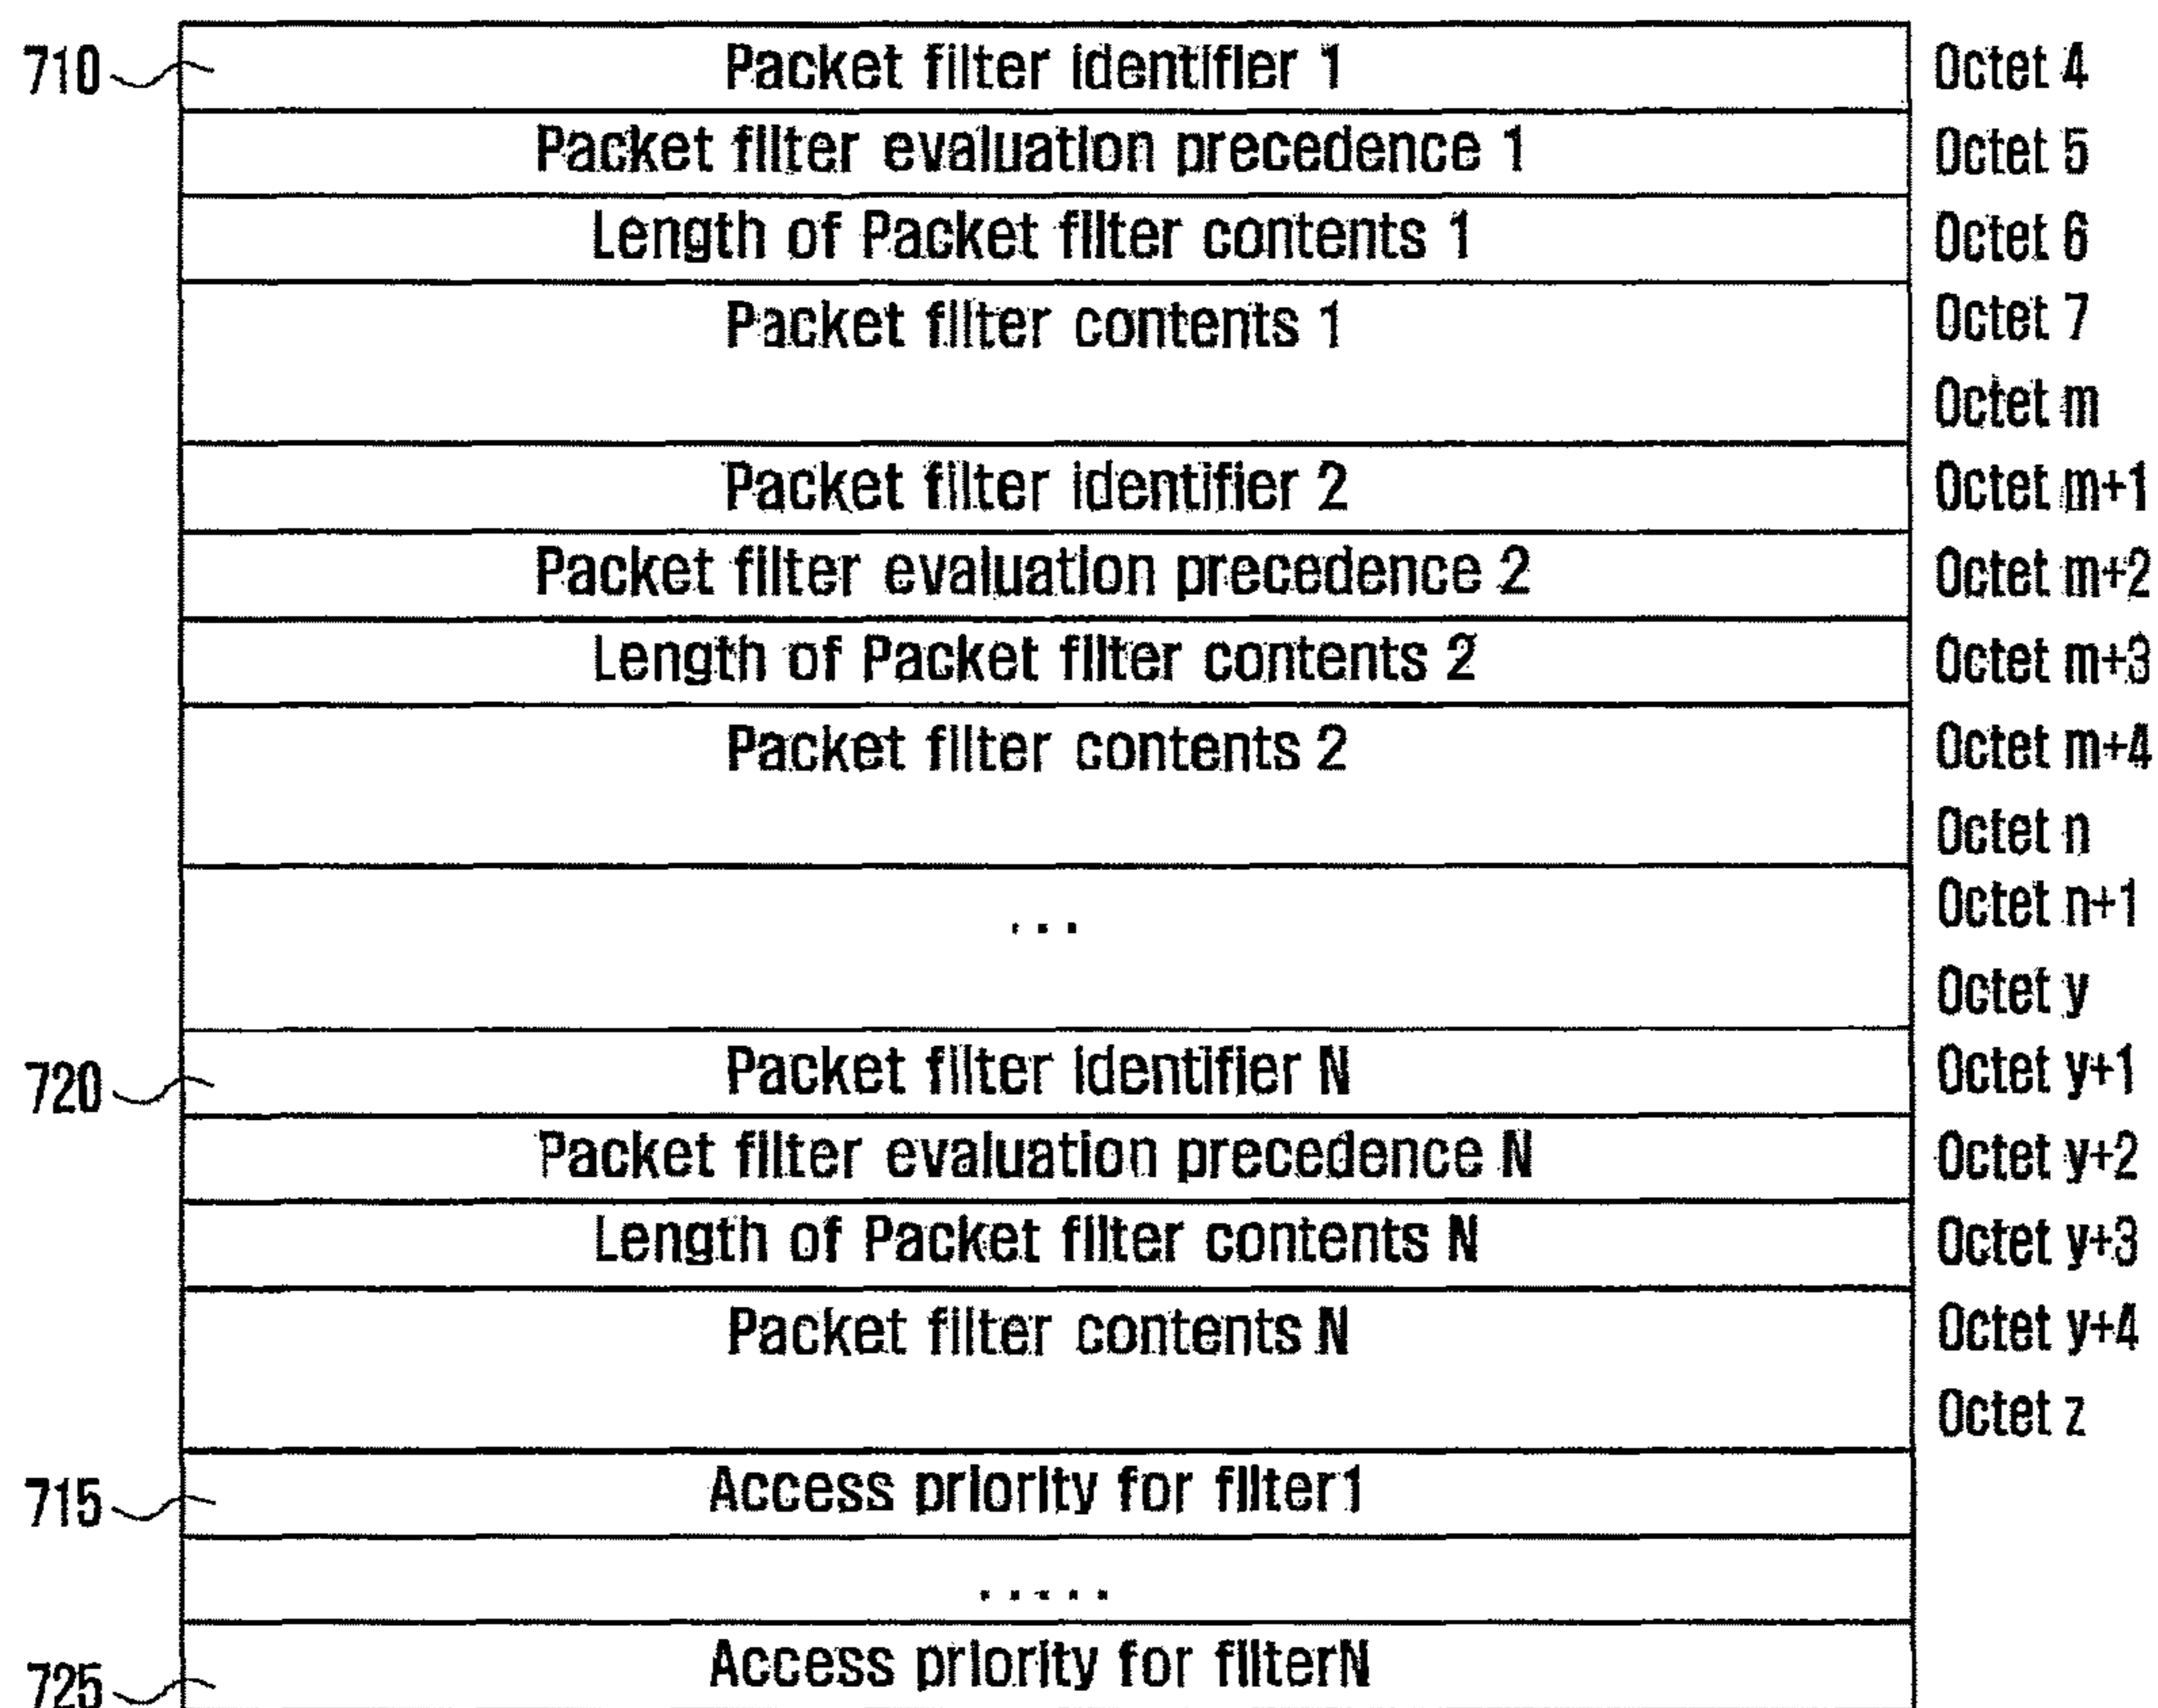 710 Packet filter identifier 1 Octet 4
Packet filter evaluation precedence 1 Octet 5
Length of Packet filter contents 1 Octet 6
Packet filter contents 1 Octet 7
Octet m
Packet filter identifier 2 Octet m+1
Packet filter evaluation precedence 2 Octet m+2
Length of Packet filter contents 2 Octet m+3
Packet filter contents 2 Octet m+4
Octet n
Octet n+1
...
Octet y
720 Packet filter identifier N Octet y+1
Packet filter evaluation precedence N Octet y+2
Length of Packet filter contents N Octet y+3
Packet filter contents N Octet y+4
Octet z
715 Access priority for filter1
.....
725 Access priority for filterN